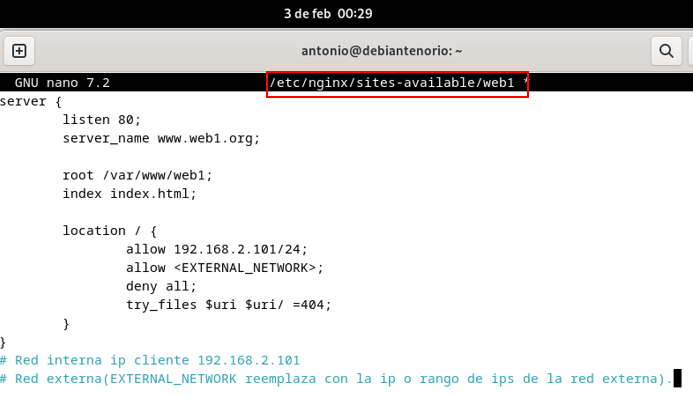 3 de feb 00:29
antonio@debiantenorio: ~
GNU nano 7.2 /etc/nginx/sites-available/web1 *
server {
listen 80;
server_name www.web1.org;
root /var/www/web1;
index index.html;
location / {
allow 192.168.2.101/24;
allow <EXTERNAL_NETWORK>;
deny all;
try_files $uri $uri/ =404;
}
}
# Red interna ip cliente 192.168.2.101
# Red externa(EXTERNAL_NETWORK reemplaza con la ip o rango de ips de la red externa).